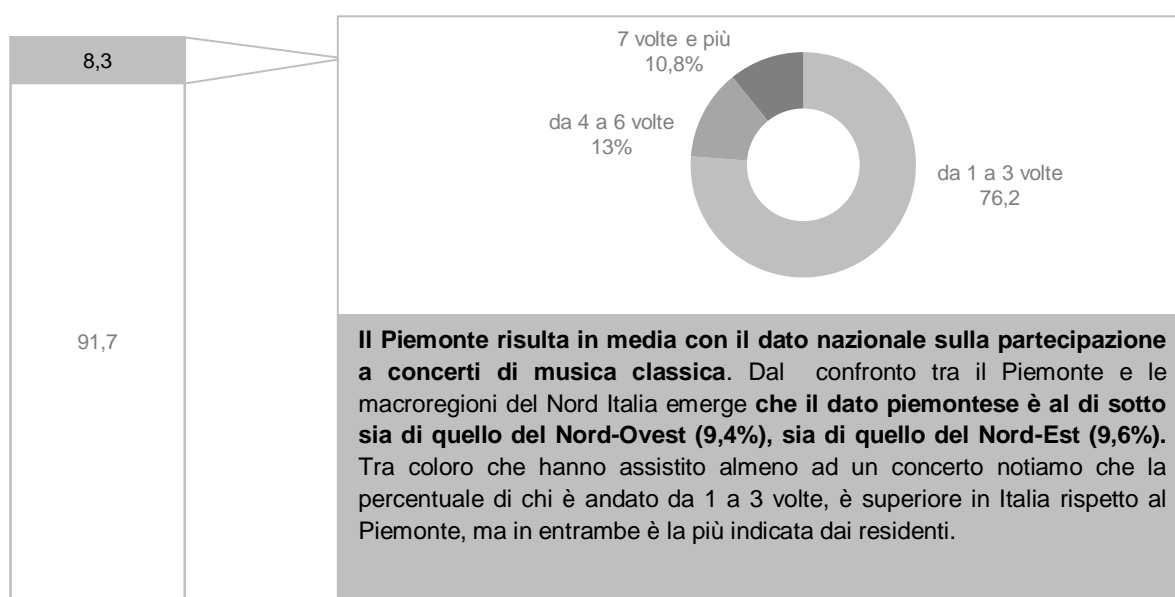 8,3
91,7
7 volte e più
10,8%
da 4 a 6 volte
13%
da 1 a 3 volte
76,2
Il Piemonte risulta in media con il dato nazionale sulla partecipazione
a concerti di musica classica. Dal confronto tra il Piemonte e le
macroregioni del Nord Italia emerge che il dato piemontese è al di sotto
sia di quello del Nord-Ovest (9,4%), sia di quello del Nord-Est (9,6%).
Tra coloro che hanno assistito almeno ad un concerto notiamo che la
percentuale di chi è andato da 1 a 3 volte, è superiore in Italia rispetto al
Piemonte, ma in entrambe è la più indicata dai residenti.